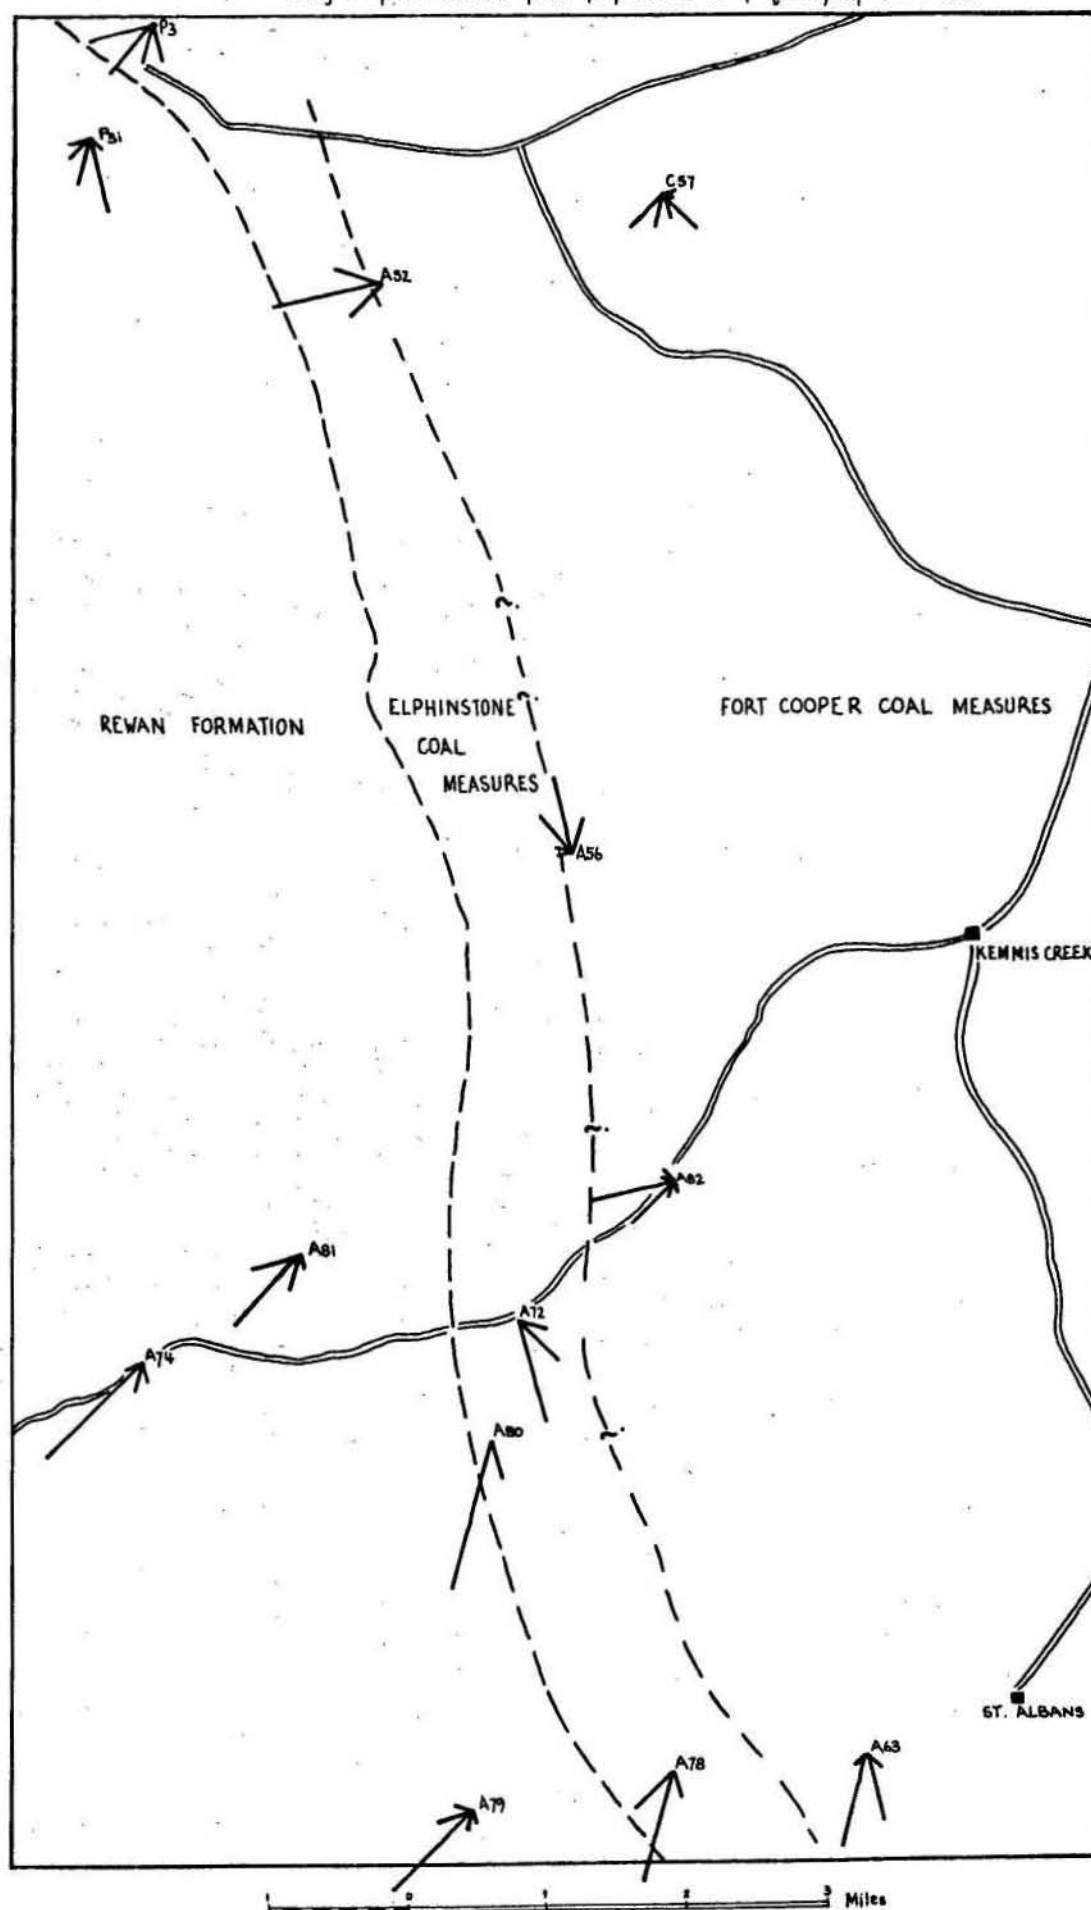 P3
P31
C57
A52
?
?
REWAN FORMATION
ELPHINSTONE
COAL
MEASURES
FORT COOPER COAL MEASURES
A56
KEMMIS CREEK
?
A82
A81
A72
A74
?
A80
ST. ALBANS
A63
A78
A79
1 0 1 2 3 Miles